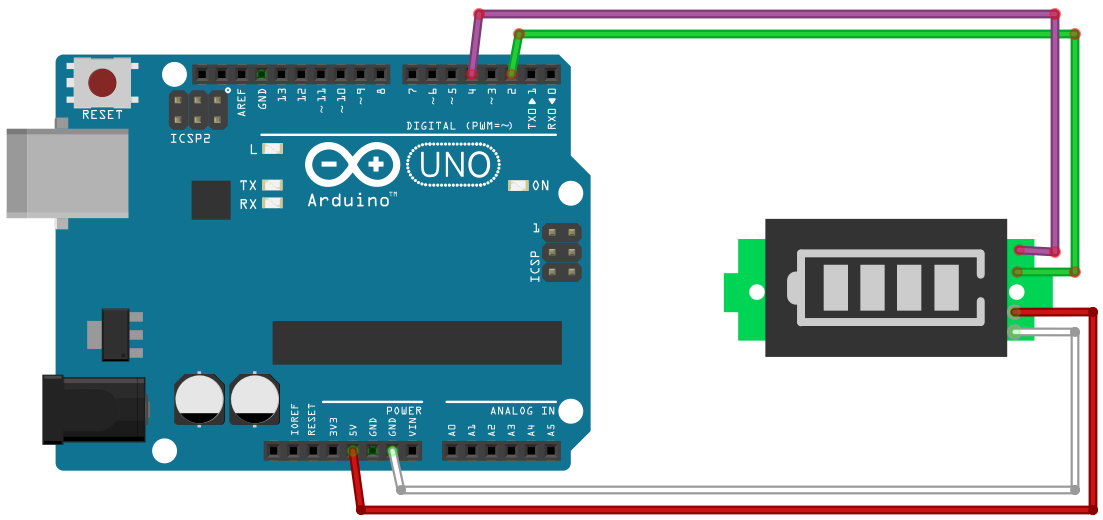 RESET
ICSP2
AREF
GND
13
12
~11
~10
~9
8
7
~6
~5
4
~3
2
TX0▶1
RX0◀0
DIGITAL (PWM=~)
L
TX
RX
UNO
Arduino™
ON
1
ICSP
POWER
ANALOG IN
IOREF
RESET
3V3
5V
GND
GND
VIN
A0
A1
A2
A3
A4
A5